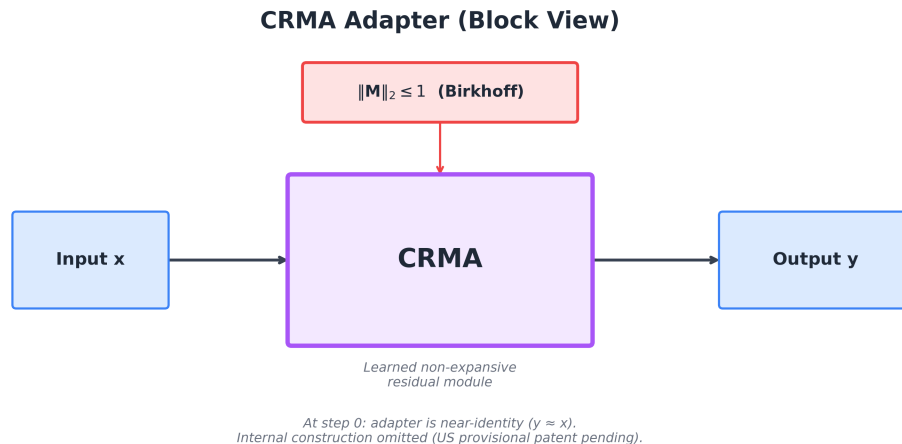 CRMA Adapter (Block View)
‖M‖₂ ≤ 1 (Birkhoff)
Input x
CRMA
Output y
Learned non-expansive
residual module
At step 0: adapter is near-identity (y ≈ x).
Internal construction omitted (US provisional patent pending).